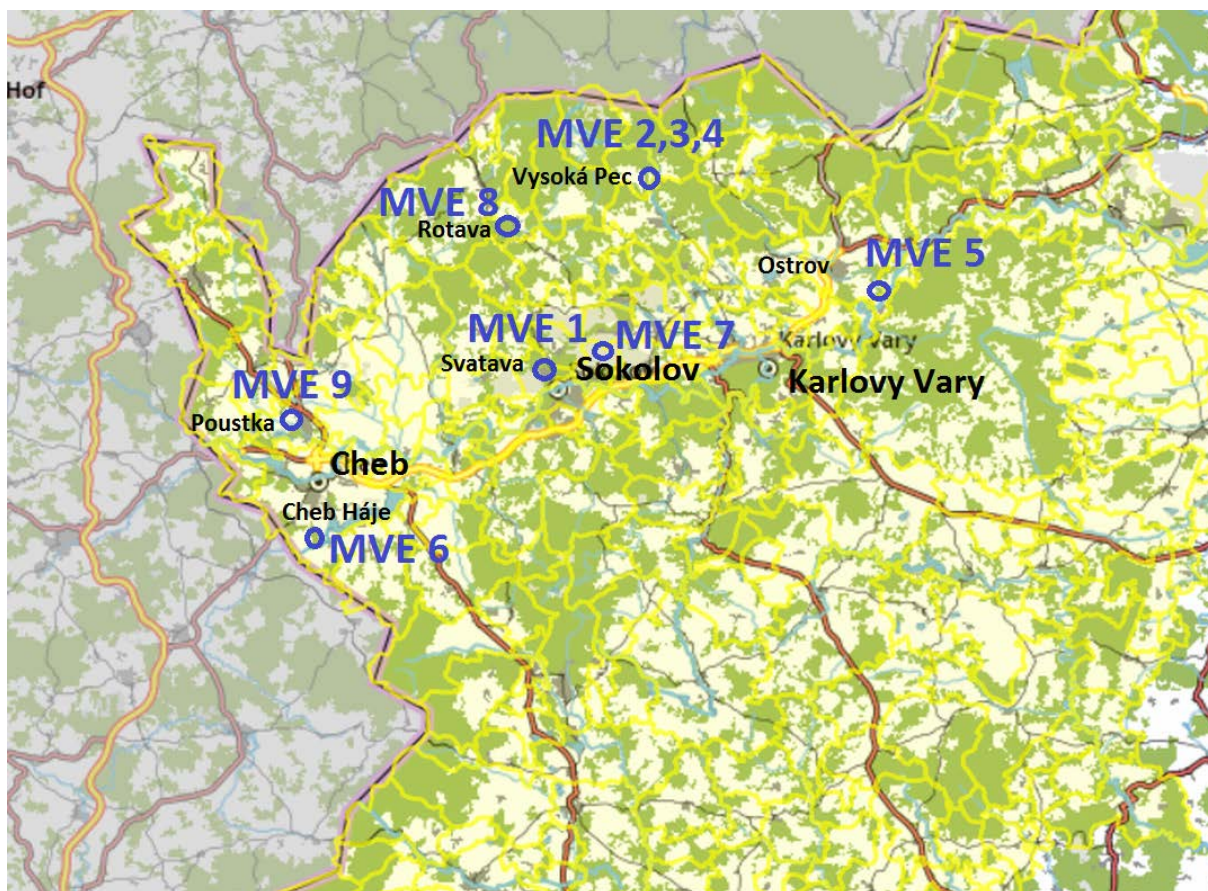 Hof
MVE 2,3,4
Vysoká Pec
MVE 8
Rotava
MVE 5
Ostrov
MVE 1
MVE 7
Karlovy Vary
Svatava
Sokolov
Karlovy Vary
MVE 9
Poustka
Cheb
Cheb Háje
MVE 6